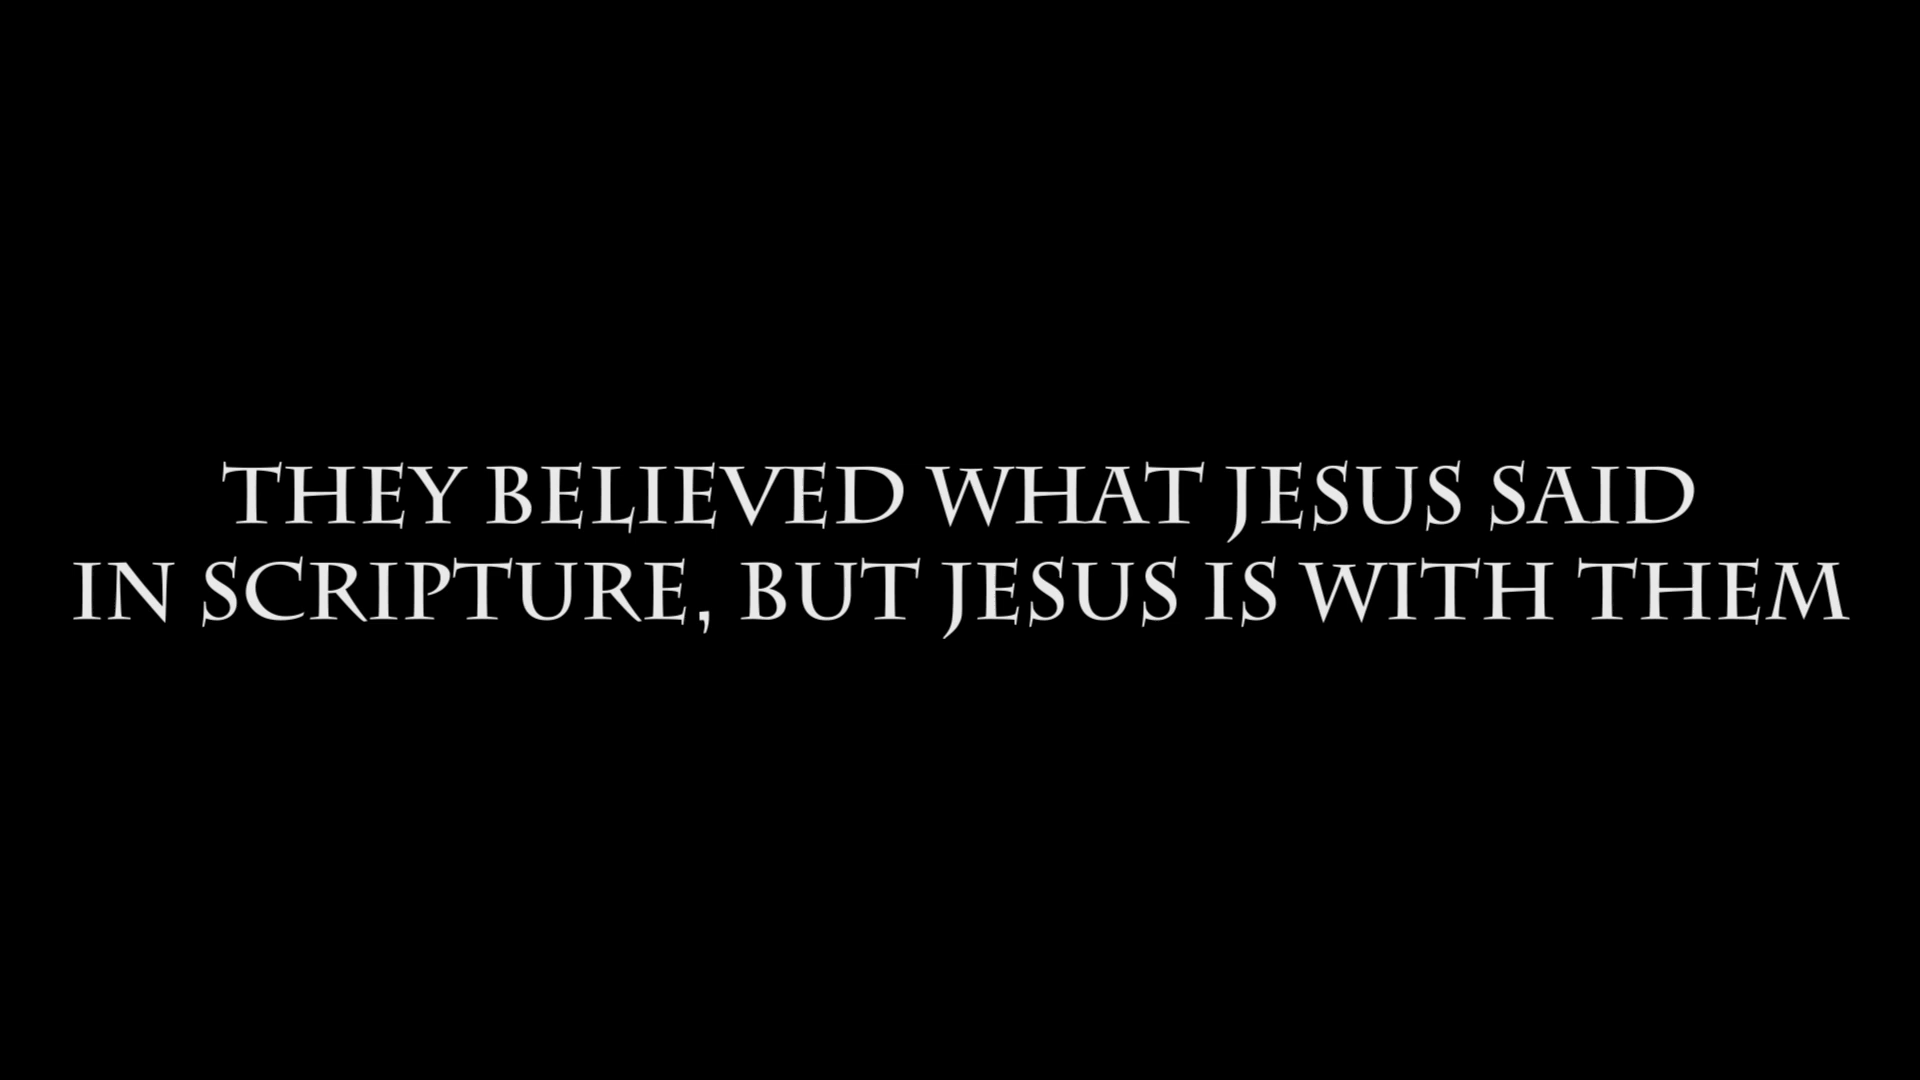 THEY BELIEVED WHAT JESUS SAID
IN SCRIPTURE, BUT JESUS IS WITH THEM